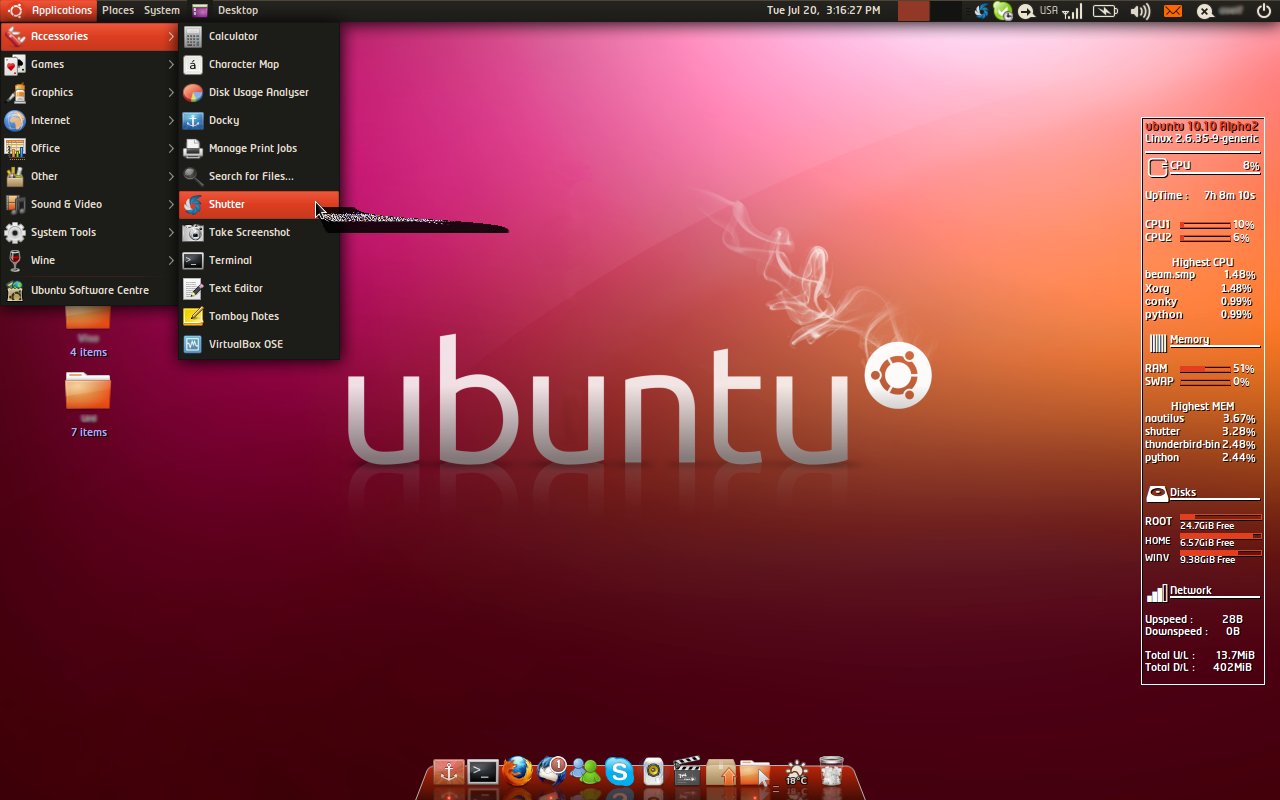 Applications Places System Desktop Tue Jul 20, 3:16:27 PM USA
Accessories
Games
Graphics
Internet
Office
Other
Sound & Video
System Tools
Wine
Ubuntu Software Centre
Calculator
á Character Map
Disk Usage Analyser
Docky
Manage Print Jobs
Search for Files...
Shutter
Take Screenshot
Terminal
Text Editor
Tomboy Notes
VirtualBox OSE
4 items
7 items
ubuntu
ubuntu 10.10 Alpha2
Linux 2.6.35-9-generic
CPU 8%
UpTime : 7h 8m 10s
CPU1 10%
CPU2 6%
Highest CPU
beam.smp 1.48%
Xorg 1.48%
conky 0.99%
python 0.99%
Memory
RAM 51%
SWAP 0%
Highest MEM
nautilus 3.67%
shutter 3.28%
thunderbird-bin 2.48%
python 2.44%
Disks
ROOT
24.7GiB Free
HOME
6.57GiB Free
WINV
9.38GiB Free
Network
Upspeed : 28B
Downspeed : 0B
Total U/L : 13.7MiB
Total D/L : 402MiB
1
18°C